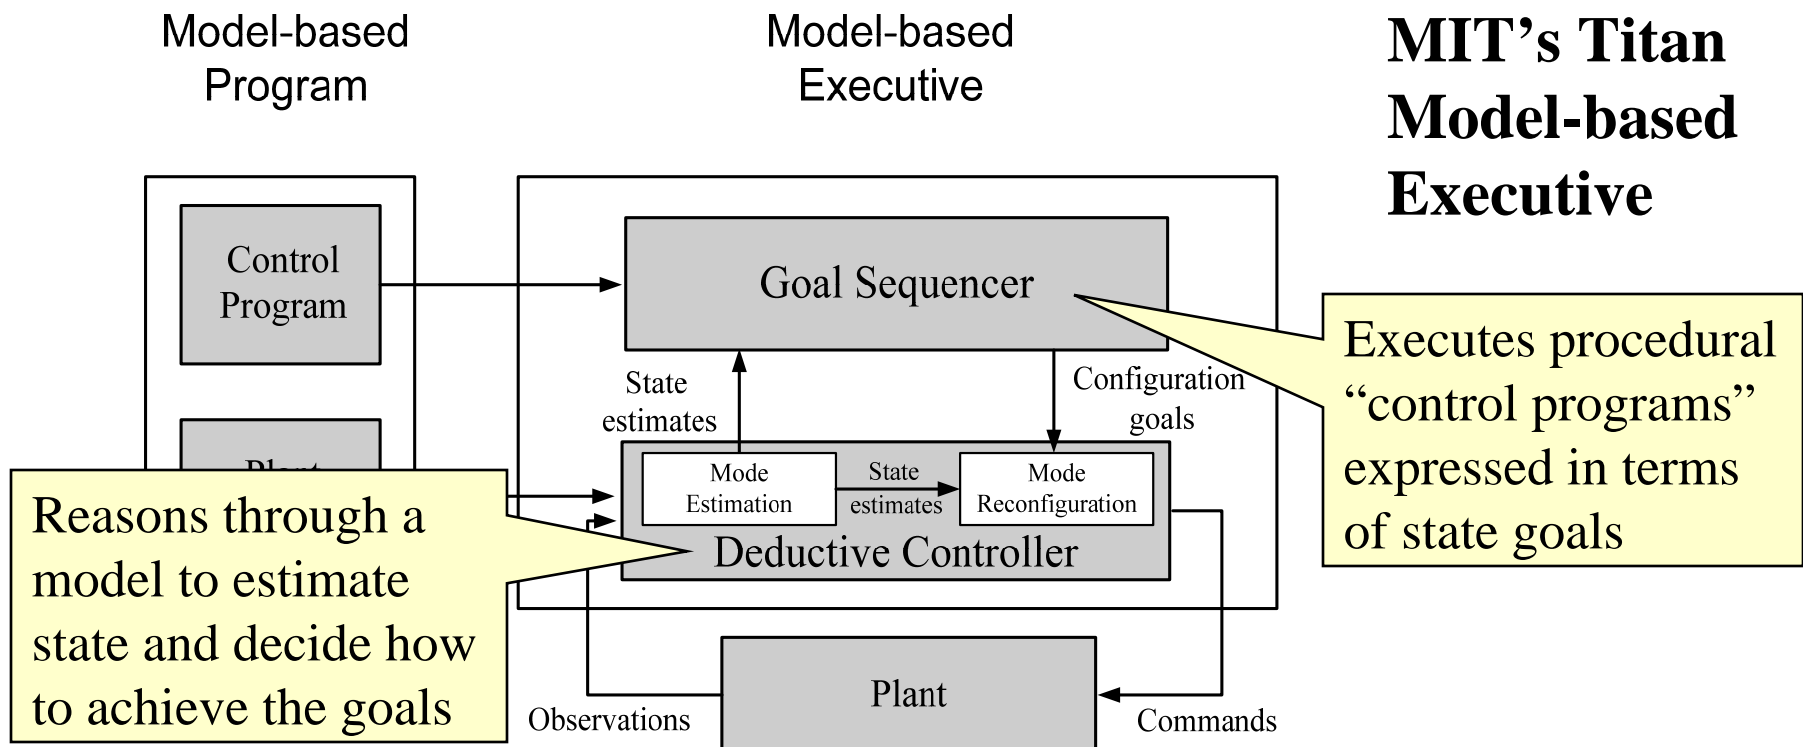 Model-based
Program
Model-based
Executive
MIT’s Titan
Model-based
Executive
Control
Program
Goal Sequencer
Executes procedural
“control programs”
expressed in terms
of state goals
State
estimates
Configuration
goals
Plant
Mode
Estimation
State
estimates
Mode
Reconfiguration
Deductive Controller
Reasons through a
model to estimate
state and decide how
to achieve the goals
Plant
Observations
Commands